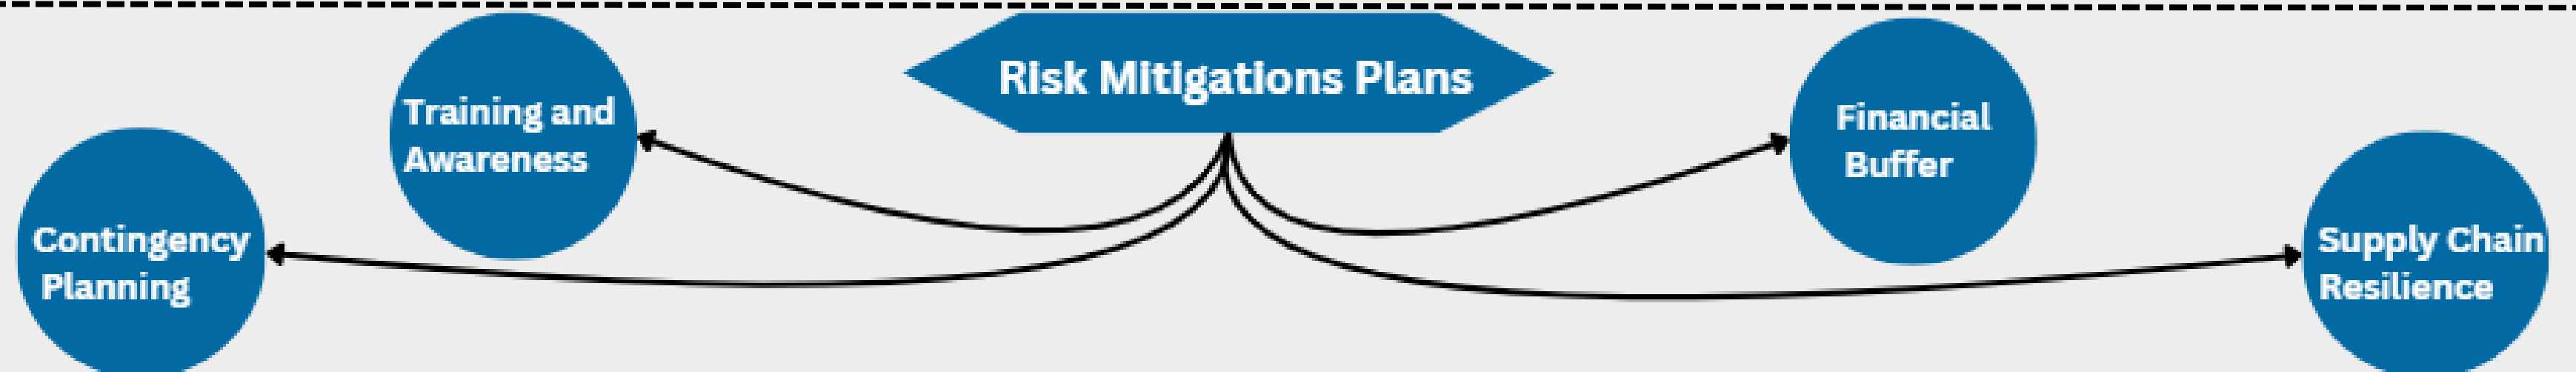 Risk Mitigations Plans
Training and
Awareness
Financial
Buffer
Contingency
Planning
Supply Chain
Resilience